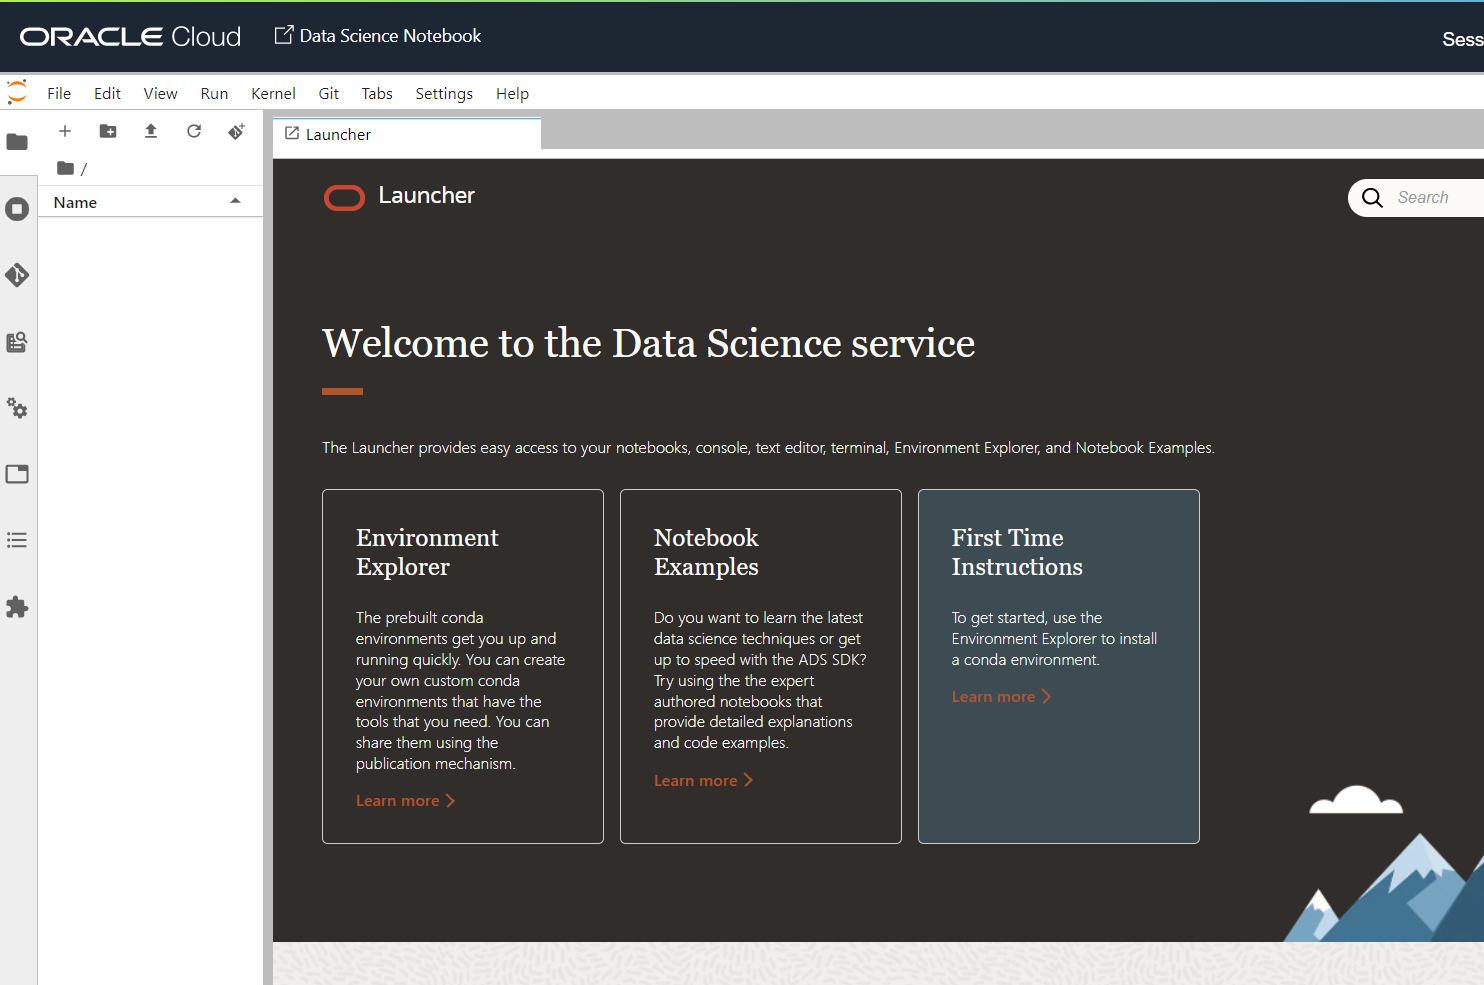 ORACLE Cloud Data Science Notebook Sess
File Edit View Run Kernel Git Tabs Settings Help
Launcher
/
Name
Launcher
Search
Welcome to the Data Science service
The Launcher provides easy access to your notebooks, console, text editor, terminal, Environment Explorer, and Notebook Examples.
Environment
Explorer
The prebuilt conda
environments get you up and
running quickly. You can create
your own custom conda
environments that have the
tools that you need. You can
share them using the
publication mechanism.
Learn more
Notebook
Examples
Do you want to learn the latest
data science techniques or get
up to speed with the ADS SDK?
Try using the the expert
authored notebooks that
provide detailed explanations
and code examples.
Learn more
First Time
Instructions
To get started, use the
Environment Explorer to install
a conda environment.
Learn more